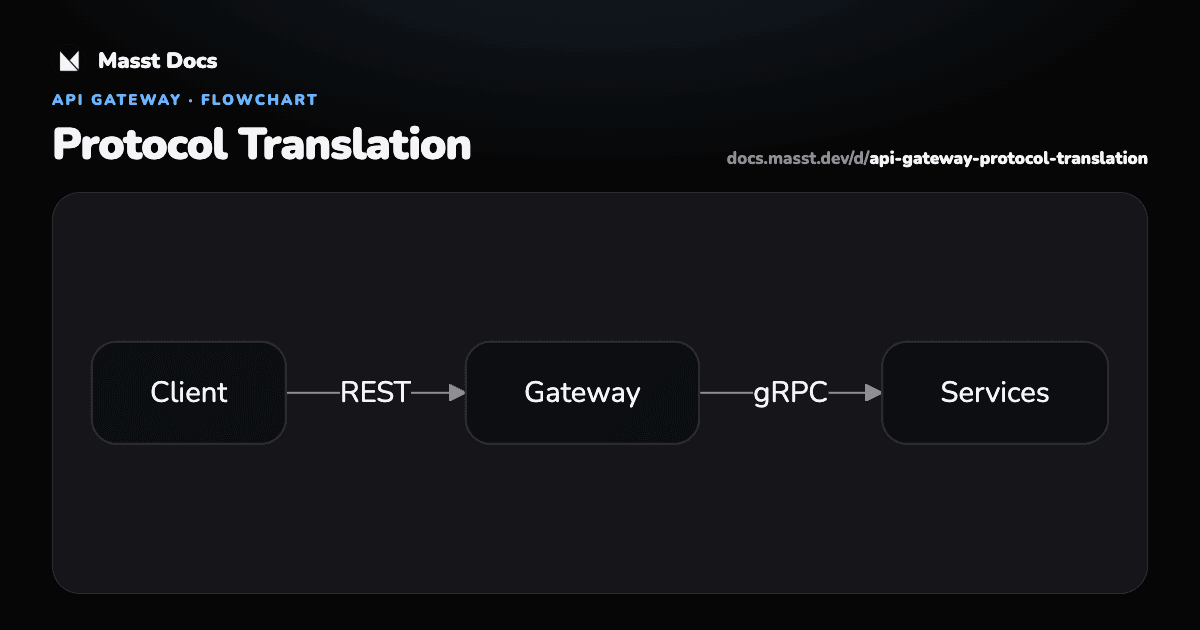 Masst Docs
API GATEWAY · FLOWCHART
Protocol Translation
docs.masst.dev/d/api-gateway-protocol-translation
Client
REST
Gateway
gRPC
Services